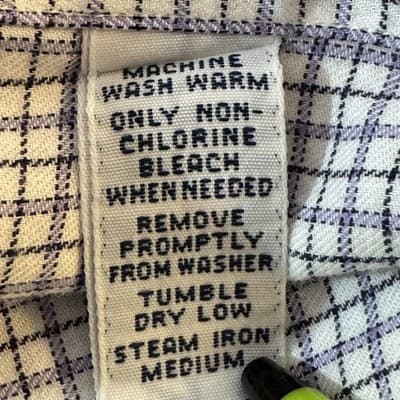 MACHINE
WASH WARM
ONLY NON-
CHLORINE
BLEACH
WHEN NEEDED
REMOVE
PROMPTLY
FROM WASHER
TUMBLE
DRY LOW
STEAM IRON
MEDIUM